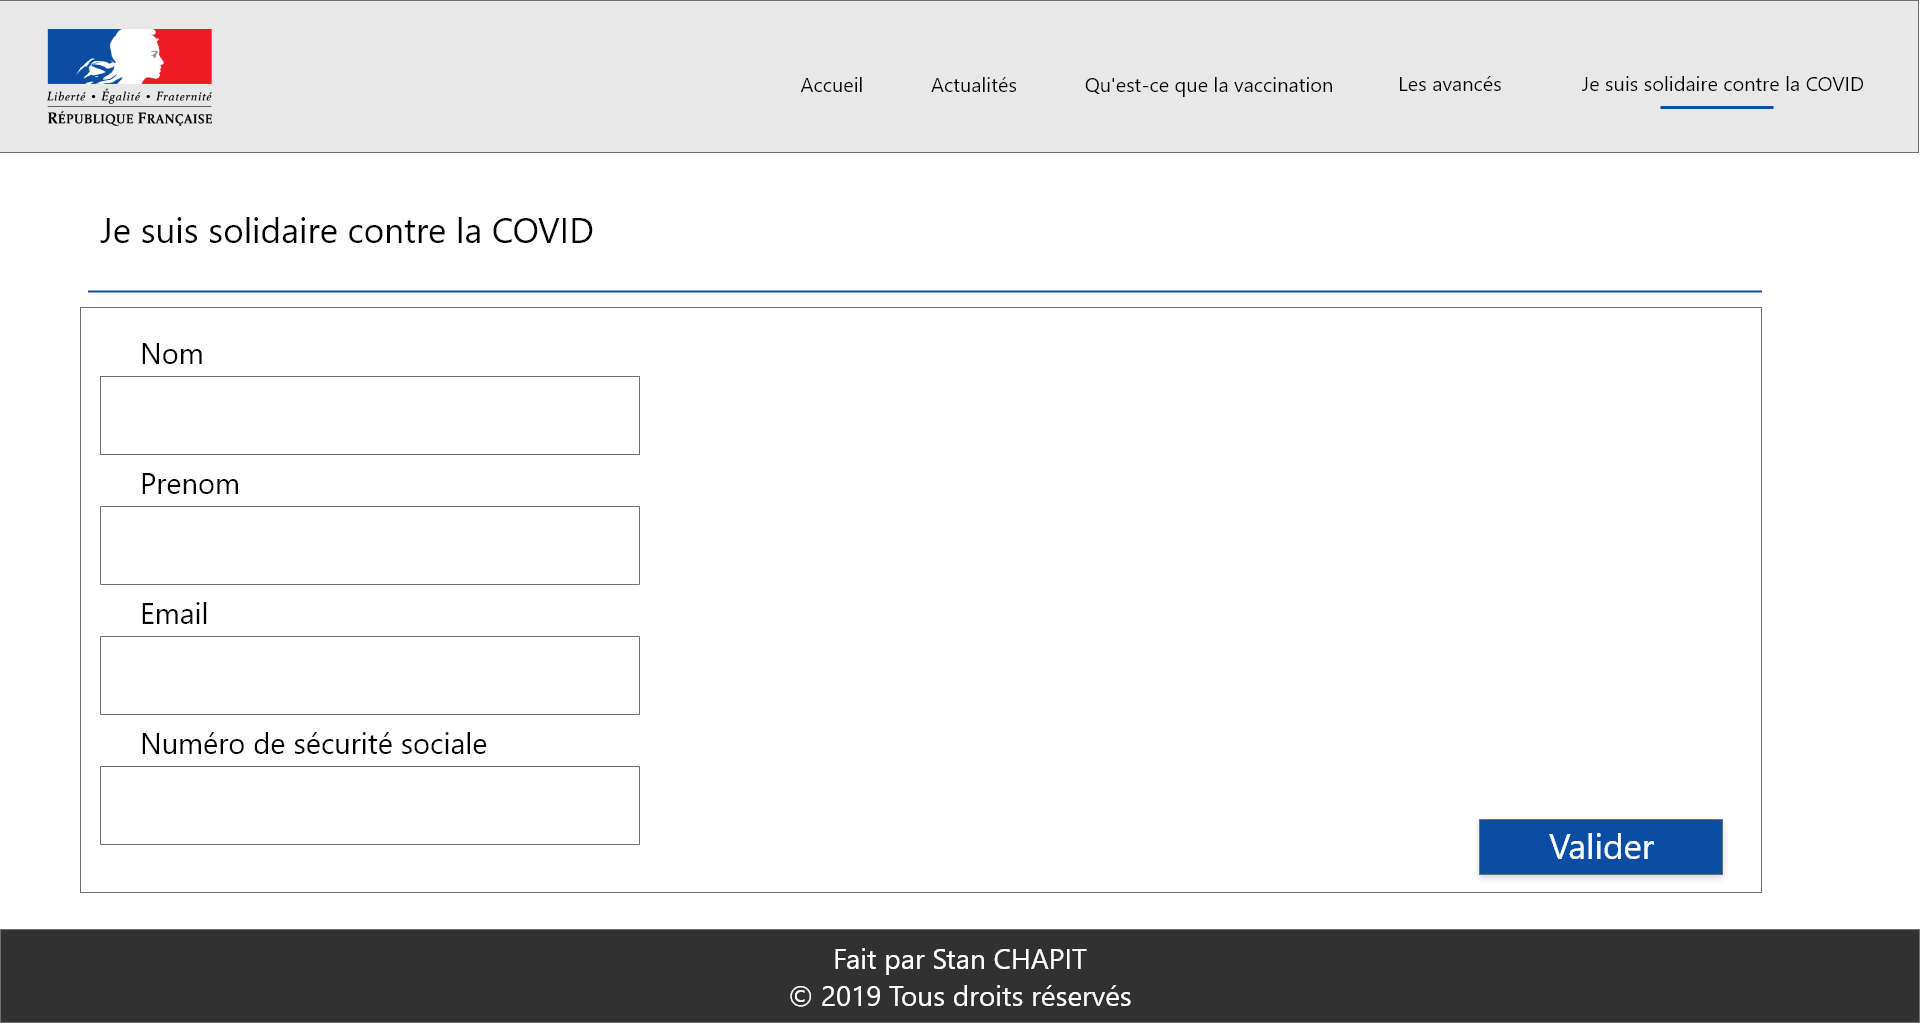 Liberté • Égalité • Fraternité
RÉPUBLIQUE FRANÇAISE
Accueil
Actualités
Qu'est-ce que la vaccination
Les avancés
Je suis solidaire contre la COVID
Je suis solidaire contre la COVID
Nom
Prenom
Email
Numéro de sécurité sociale
Valider
Fait par Stan CHAPIT
© 2019 Tous droits réservés